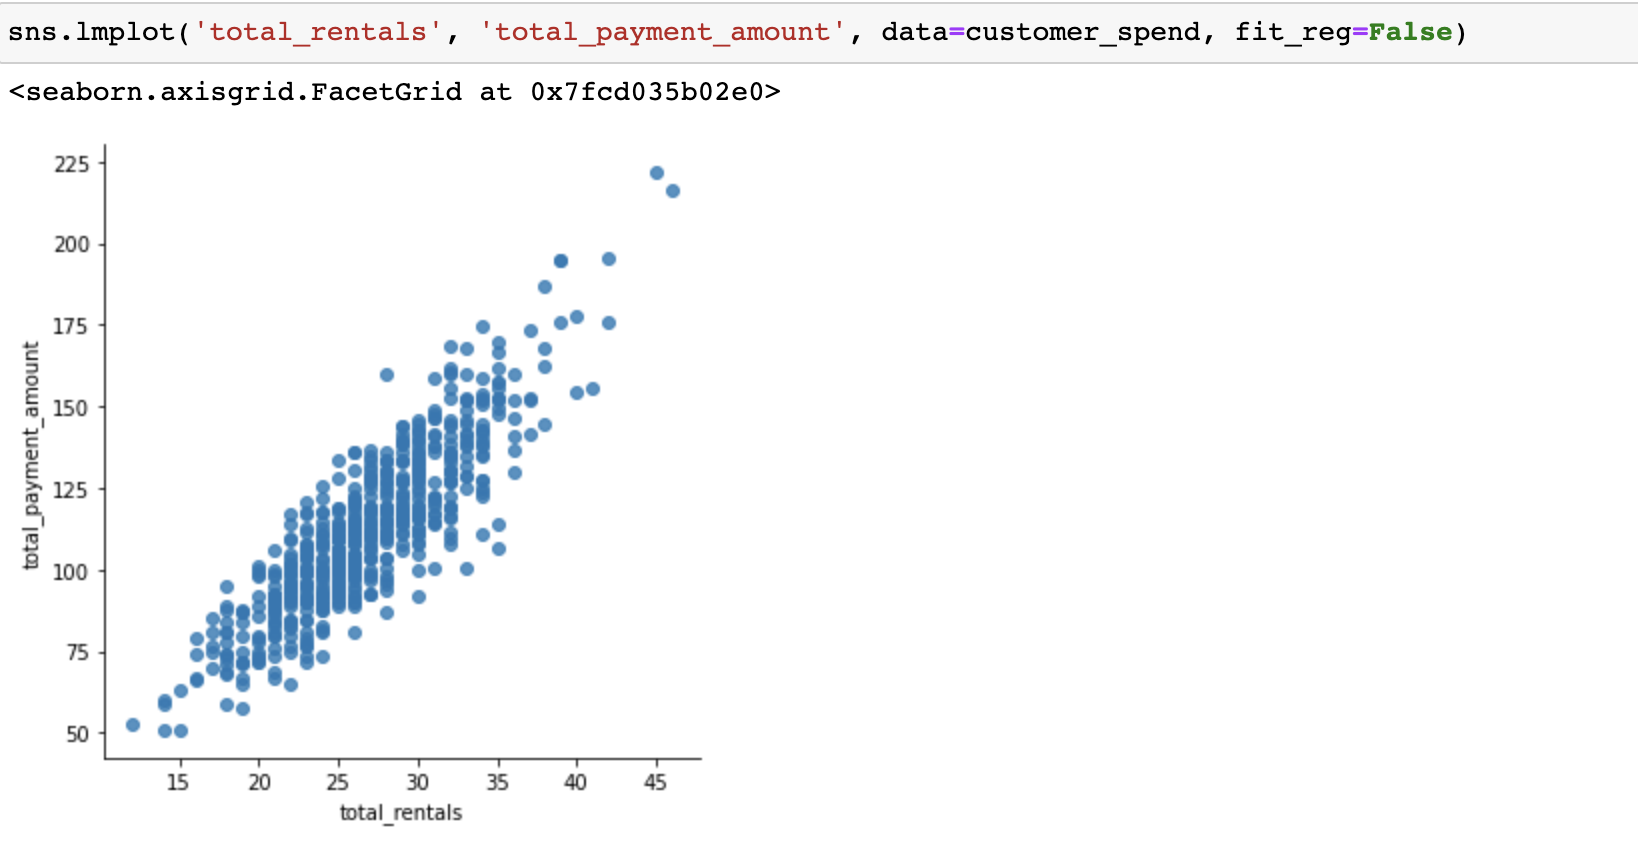 sns.lmplot('total_rentals', 'total_payment_amount', data=customer_spend, fit_reg=False)
<seaborn.axisgrid.FacetGrid at 0x7fcd035b02e0>
225
200
175
150
125
100
75
50
total_payment_amount
15 20 25 30 35 40 45
total_rentals